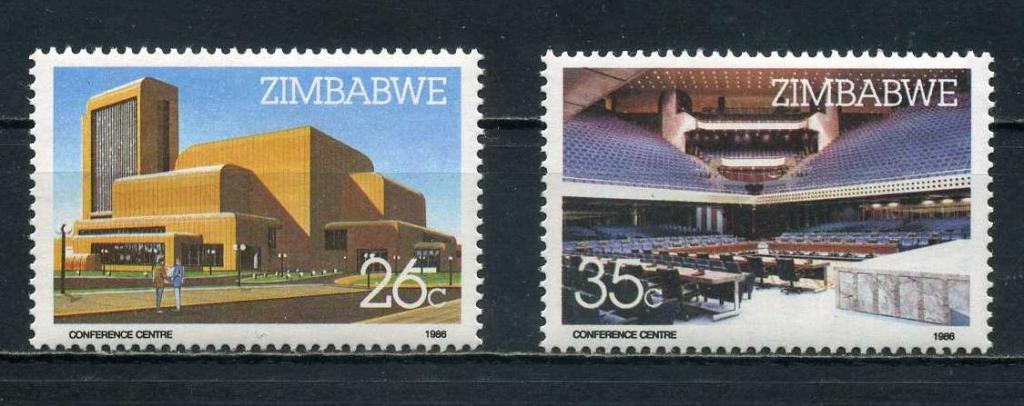 ZIMBABWE
26c
CONFERENCE CENTRE 1986
ZIMBABWE
35c
CONFERENCE CENTRE 1986